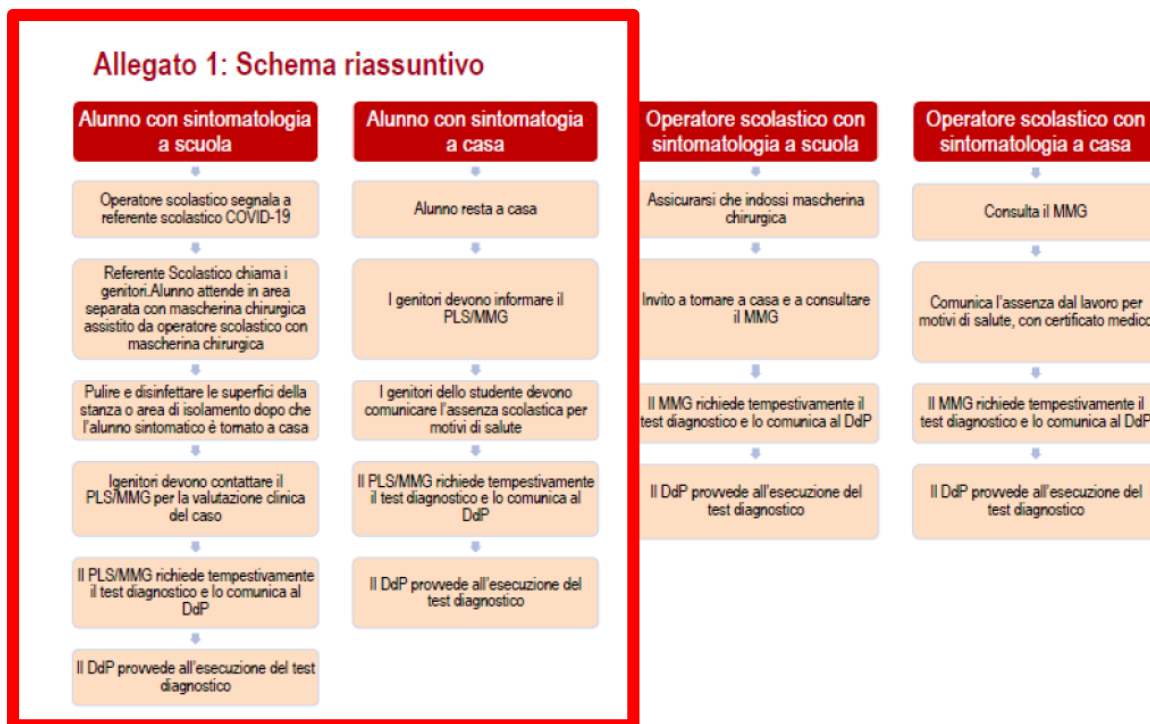 Allegato 1: Schema riassuntivo
Alunno con sintomatologia
a scuola
Operatore scolastico segnala a
referente scolastico COVID-19
Referente Scolastico chiama i
genitori.Alunno attende in area
separata con mascherina chirurgica
assistito da operatore scolastico con
mascherina chirurgica
Pulire e disinfettare le superfici della
stanza o area di isolamento dopo che
l'alunno sintomatico è tornato a casa
Igenitori devono contattare il
PLS/MMG per la valutazione clinica
del caso
Il PLS/MMG richiede tempestivamente
il test diagnostico e lo comunica al
DdP
Il DdP provvede all'esecuzione del test
diagnostico
Alunno con sintomatogia
a casa
Alunno resta a casa
I genitori devono informare il
PLS/MMG
I genitori dello studente devono
comunicare l'assenza scolastica per
motivi di salute
Il PLS/MMG richiede tempestivamente
il test diagnostico e lo comunica al
DdP
Il DdP provvede all'esecuzione del
test diagnostico
Operatore scolastico con
sintomatologia a scuola
Assicurarsi che indossi mascherina
chirurgica
Invito a tornare a casa e a consultare
il MMG
Il MMG richiede tempestivamente il
test diagnostico e lo comunica al DdP
Il DdP provvede all'esecuzione del
test diagnostico
Operatore scolastico con
sintomatologia a casa
Consulta il MMG
Comunica l'assenza dal lavoro per
motivi di salute, con certificato medico
Il MMG richiede tempestivamente il
test diagnostico e lo comunica al DdP
Il DdP provvede all'esecuzione del
test diagnostico